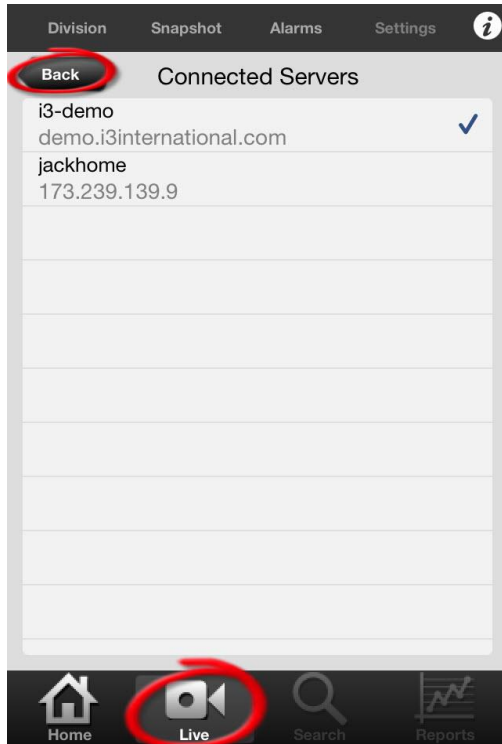 Division Snapshot Alarms Settings i
Back Connected Servers
i3-demo
demo.i3international.com
jackhome
173.239.139.9
Home Live Search Reports